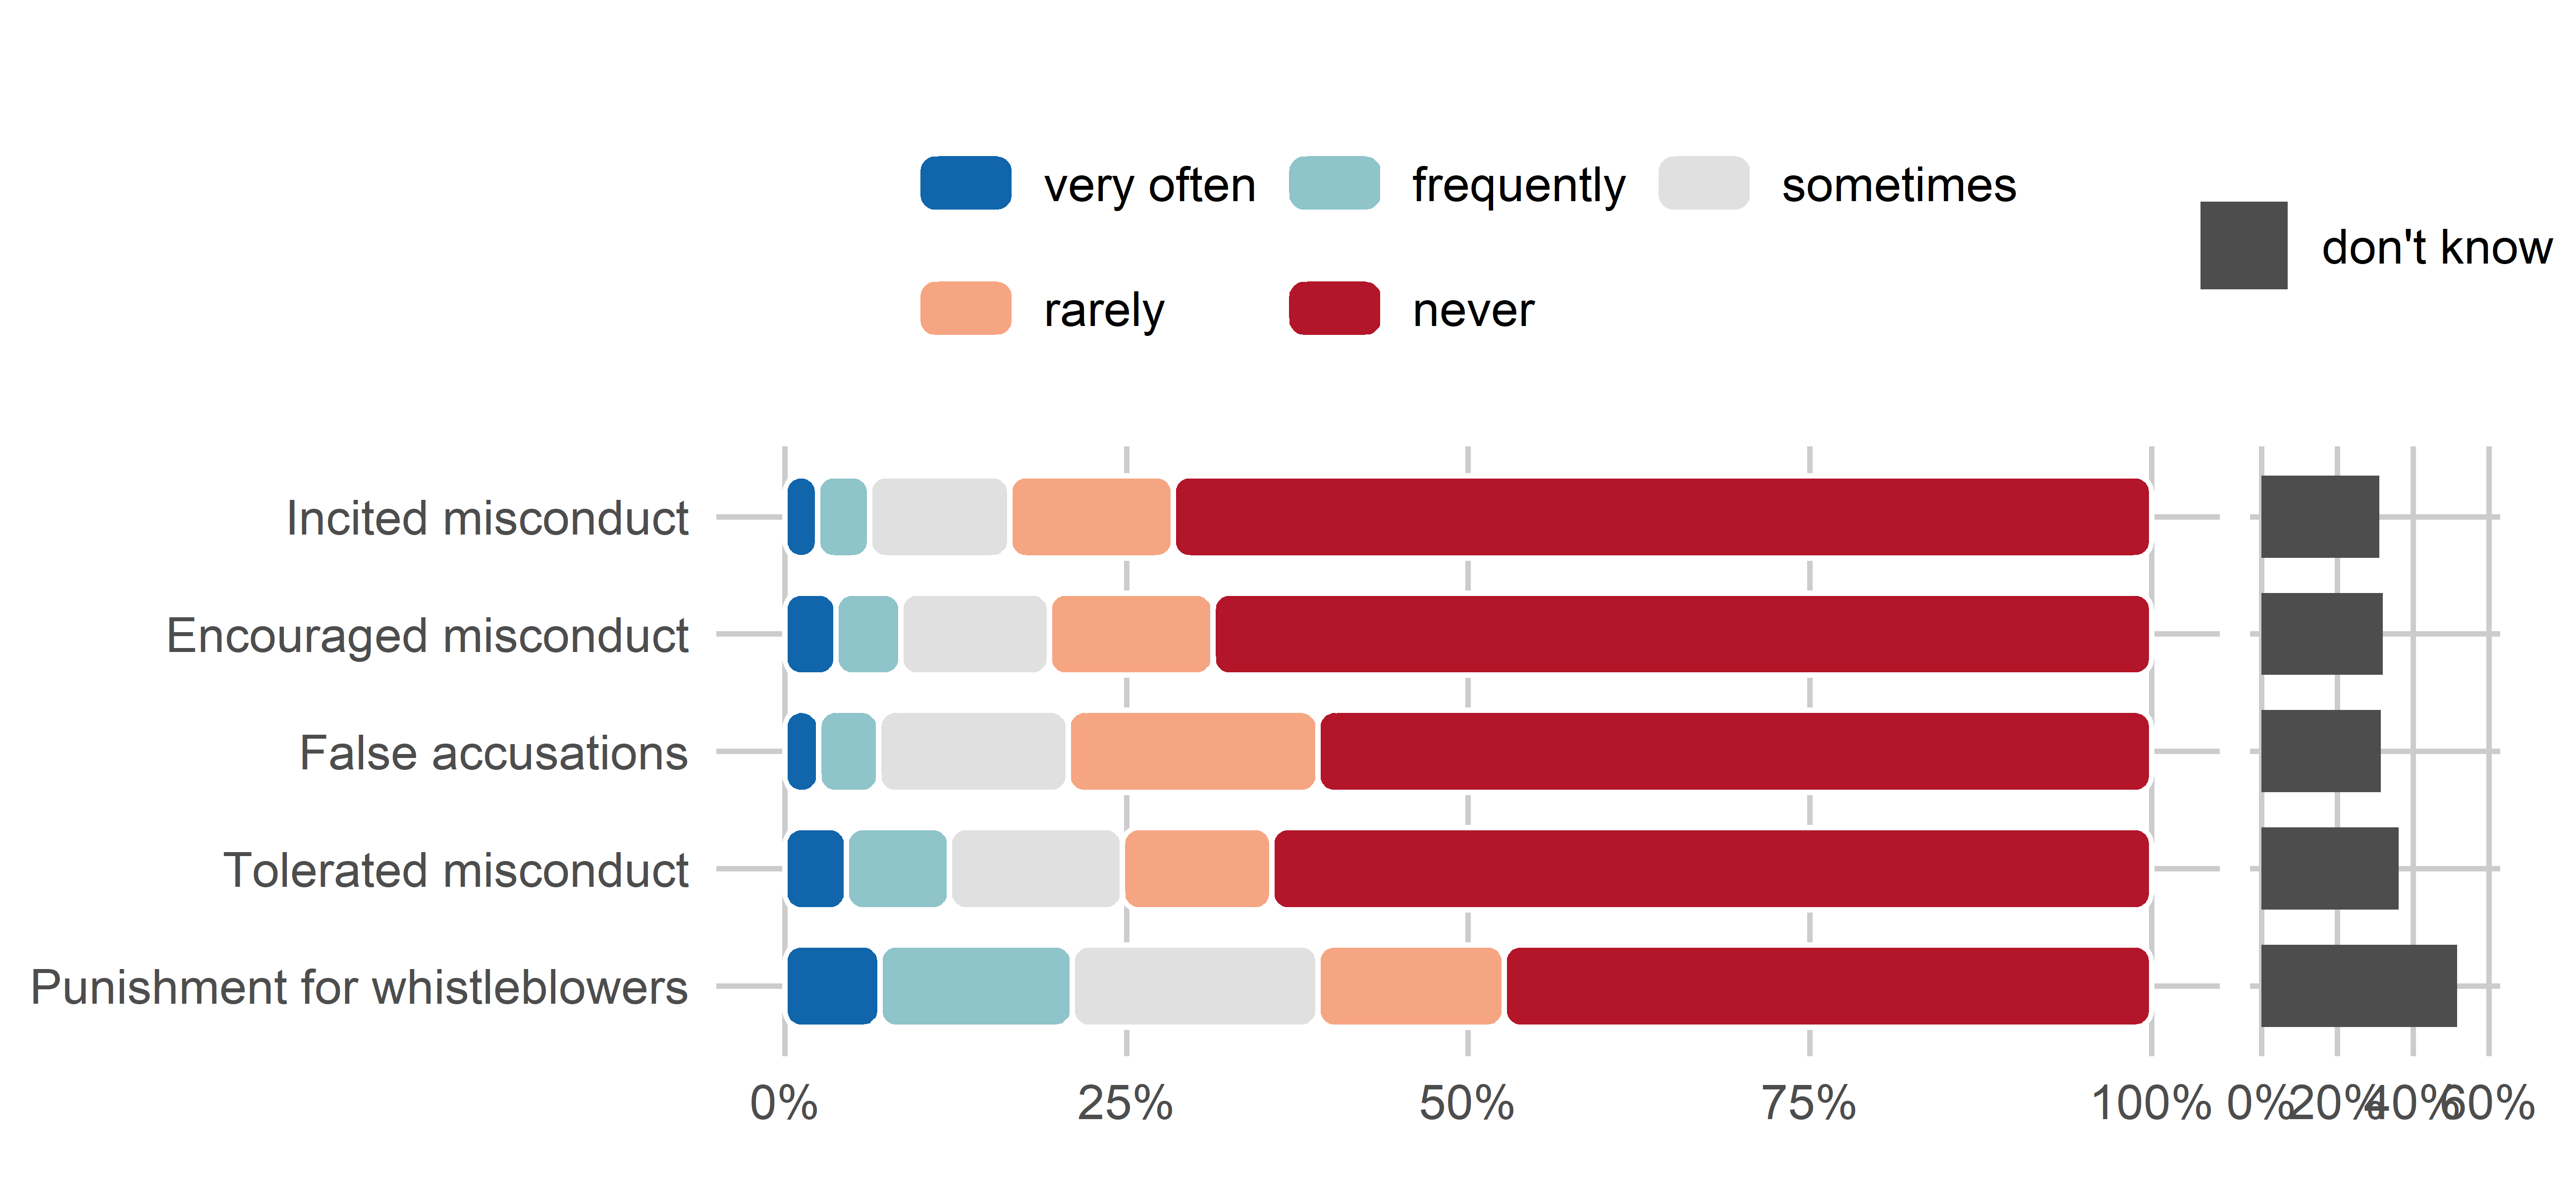 very often frequently sometimes
don't know
rarely never
Incited misconduct
Encouraged misconduct
False accusations
Tolerated misconduct
Punishment for whistleblowers
0% 25% 50% 75% 100% 0% 20% 40% 60%